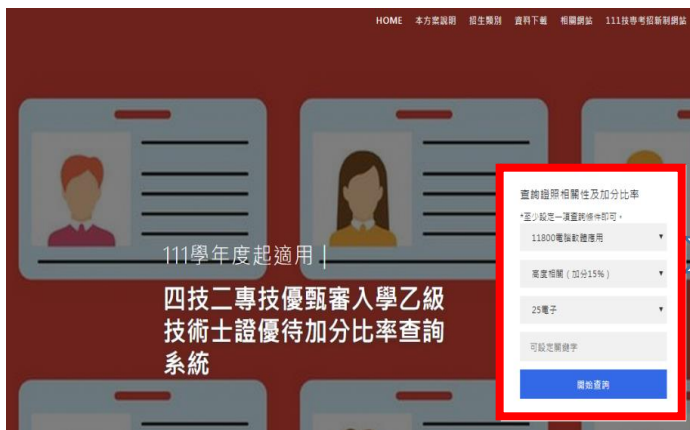 HOME 本方案說明 招生類別 資料下載 相關網站 111技專考招新制網站
查詢證照相關性及加分比率
*至少設定一項查詢條件即可。
11800電腦軟體應用
高度相關(加分15%)
25電子
可設定關鍵字
開始查詢
111學年度起適用|
四技二專技優甄審入學乙級
技術士證優待加分比率查詢
系統